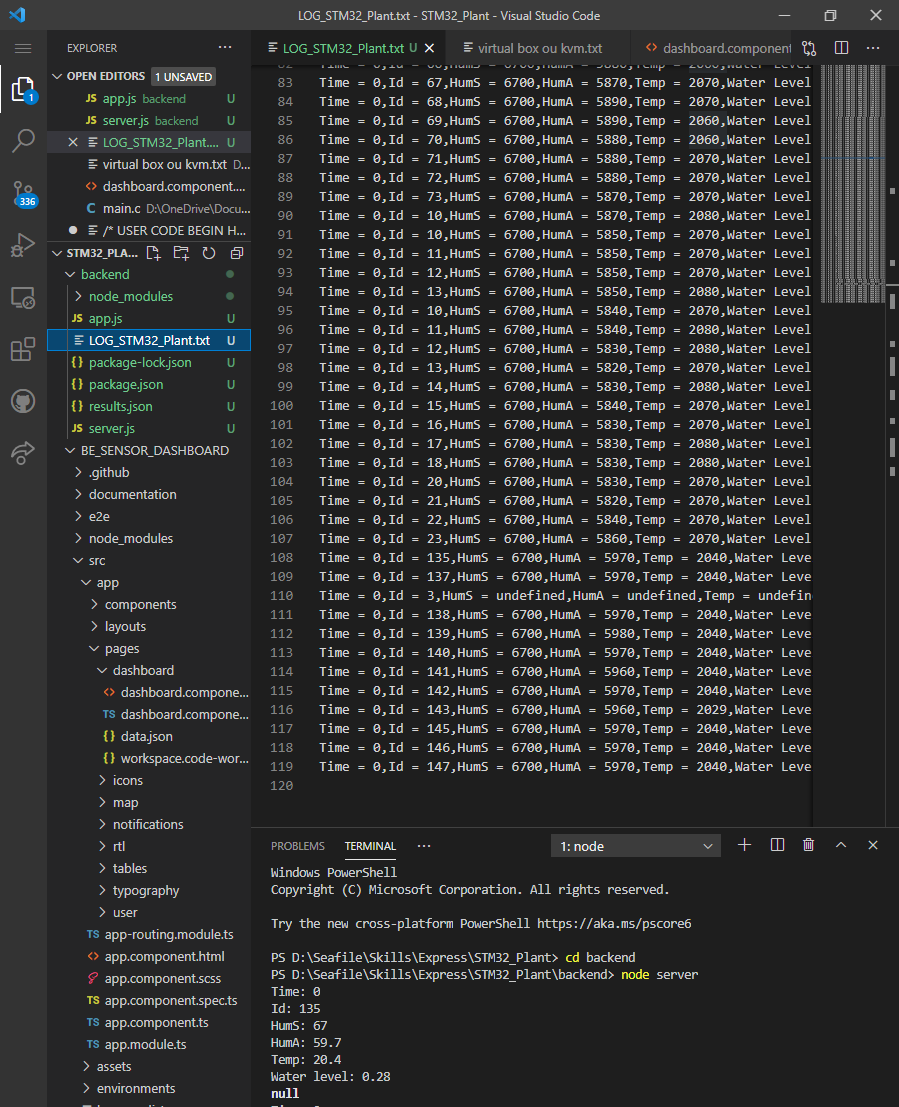 LOG_STM32_Plant.txt - STM32_Plant - Visual Studio Code
EXPLORER
OPEN EDITORS 1 UNSAVED
JS app.js backend U
JS server.js backend U
LOG_STM32_Plant.... U
virtual box ou kvm.txt D...
dashboard.component....
C main.c D:\OneDrive\Docu...
/* USER CODE BEGIN H...
STM32_PLA...
backend
node_modules
JS app.js U
LOG_STM32_Plant.txt U
{} package-lock.json U
{} package.json U
{} results.json U
JS server.js U
BE_SENSOR_DASHBOARD
.github
documentation
e2e
node_modules
src
app
components
layouts
pages
dashboard
dashboard.compone...
TS dashboard.compone...
{} data.json
workspace.code-wor...
icons
map
notifications
rtl
tables
typography
user
TS app-routing.module.ts
app.component.html
app.component.scss
TS app.component.spec.ts
TS app.component.ts
TS app.module.ts
assets
environments
1
336
LOG_STM32_Plant.txt U
virtual box ou kvm.txt
dashboard.component
83 Time = 0,Id = 67,HumS = 6700,HumA = 5870,Temp = 2070,Water Level
84 Time = 0,Id = 68,HumS = 6700,HumA = 5890,Temp = 2070,Water Level
85 Time = 0,Id = 69,HumS = 6700,HumA = 5890,Temp = 2060,Water Level
86 Time = 0,Id = 70,HumS = 6700,HumA = 5880,Temp = 2060,Water Level
87 Time = 0,Id = 71,HumS = 6700,HumA = 5880,Temp = 2070,Water Level
88 Time = 0,Id = 72,HumS = 6700,HumA = 5880,Temp = 2070,Water Level
89 Time = 0,Id = 73,HumS = 6700,HumA = 5870,Temp = 2070,Water Level
90 Time = 0,Id = 10,HumS = 6700,HumA = 5870,Temp = 2080,Water Level
91 Time = 0,Id = 10,HumS = 6700,HumA = 5850,Temp = 2070,Water Level
92 Time = 0,Id = 11,HumS = 6700,HumA = 5850,Temp = 2070,Water Level
93 Time = 0,Id = 12,HumS = 6700,HumA = 5850,Temp = 2070,Water Level
94 Time = 0,Id = 13,HumS = 6700,HumA = 5850,Temp = 2080,Water Level
95 Time = 0,Id = 10,HumS = 6700,HumA = 5840,Temp = 2070,Water Level
96 Time = 0,Id = 11,HumS = 6700,HumA = 5840,Temp = 2080,Water Level
97 Time = 0,Id = 12,HumS = 6700,HumA = 5830,Temp = 2080,Water Level
98 Time = 0,Id = 13,HumS = 6700,HumA = 5820,Temp = 2070,Water Level
99 Time = 0,Id = 14,HumS = 6700,HumA = 5830,Temp = 2080,Water Level
100 Time = 0,Id = 15,HumS = 6700,HumA = 5840,Temp = 2070,Water Level
101 Time = 0,Id = 16,HumS = 6700,HumA = 5830,Temp = 2070,Water Level
102 Time = 0,Id = 17,HumS = 6700,HumA = 5830,Temp = 2080,Water Level
103 Time = 0,Id = 18,HumS = 6700,HumA = 5830,Temp = 2080,Water Level
104 Time = 0,Id = 20,HumS = 6700,HumA = 5830,Temp = 2070,Water Level
105 Time = 0,Id = 21,HumS = 6700,HumA = 5820,Temp = 2070,Water Level
106 Time = 0,Id = 22,HumS = 6700,HumA = 5840,Temp = 2070,Water Level
107 Time = 0,Id = 23,HumS = 6700,HumA = 5860,Temp = 2070,Water Level
108 Time = 0,Id = 135,HumS = 6700,HumA = 5970,Temp = 2040,Water Leve
109 Time = 0,Id = 137,HumS = 6700,HumA = 5970,Temp = 2040,Water Leve
110 Time = 0,Id = 3,HumS = undefined,HumA = undefined,Temp = undefin
111 Time = 0,Id = 138,HumS = 6700,HumA = 5970,Temp = 2040,Water Leve
112 Time = 0,Id = 139,HumS = 6700,HumA = 5980,Temp = 2040,Water Leve
113 Time = 0,Id = 140,HumS = 6700,HumA = 5970,Temp = 2040,Water Leve
114 Time = 0,Id = 141,HumS = 6700,HumA = 5960,Temp = 2040,Water Leve
115 Time = 0,Id = 142,HumS = 6700,HumA = 5970,Temp = 2040,Water Leve
116 Time = 0,Id = 143,HumS = 6700,HumA = 5960,Temp = 2029,Water Leve
117 Time = 0,Id = 145,HumS = 6700,HumA = 5970,Temp = 2040,Water Leve
118 Time = 0,Id = 146,HumS = 6700,HumA = 5970,Temp = 2040,Water Leve
119 Time = 0,Id = 147,HumS = 6700,HumA = 5970,Temp = 2040,Water Leve
120
PROBLEMS TERMINAL ... 1: node
Windows PowerShell
Copyright (C) Microsoft Corporation. All rights reserved.
Try the new cross-platform PowerShell https://aka.ms/pscore6
PS D:\Seafile\Skills\Express\STM32_Plant> cd backend
PS D:\Seafile\Skills\Express\STM32_Plant\backend> node server
Time: 0
Id: 135
HumS: 67
HumA: 59.7
Temp: 20.4
Water level: 0.28
null